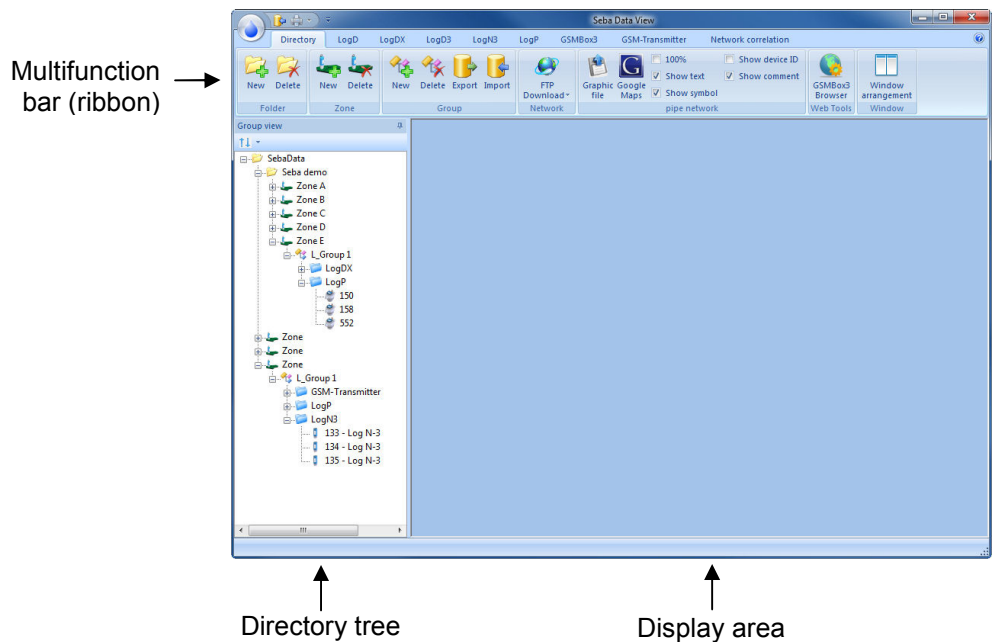 Seba Data View
Directory LogD LogDX LogD3 LogN3 LogP GSMBox3 GSM-Transmitter Network correlation
Multifunction
bar (ribbon)
100% Show device ID
Show text Show comment
Show symbol
New Delete New Delete New Delete Export Import FTP Graphic Google GSMBox3 Window
Download file Maps Browser arrangement
Folder Zone Group Network pipe network Web Tools Window
Group view
SebaData
Seba demo
Zone A
Zone B
Zone C
Zone D
Zone E
L_Group 1
LogDX
LogP
150
158
552
Zone
Zone
Zone
L_Group 1
GSM-Transmitter
LogP
LogN3
133 - Log N-3
134 - Log N-3
135 - Log N-3
Directory tree Display area